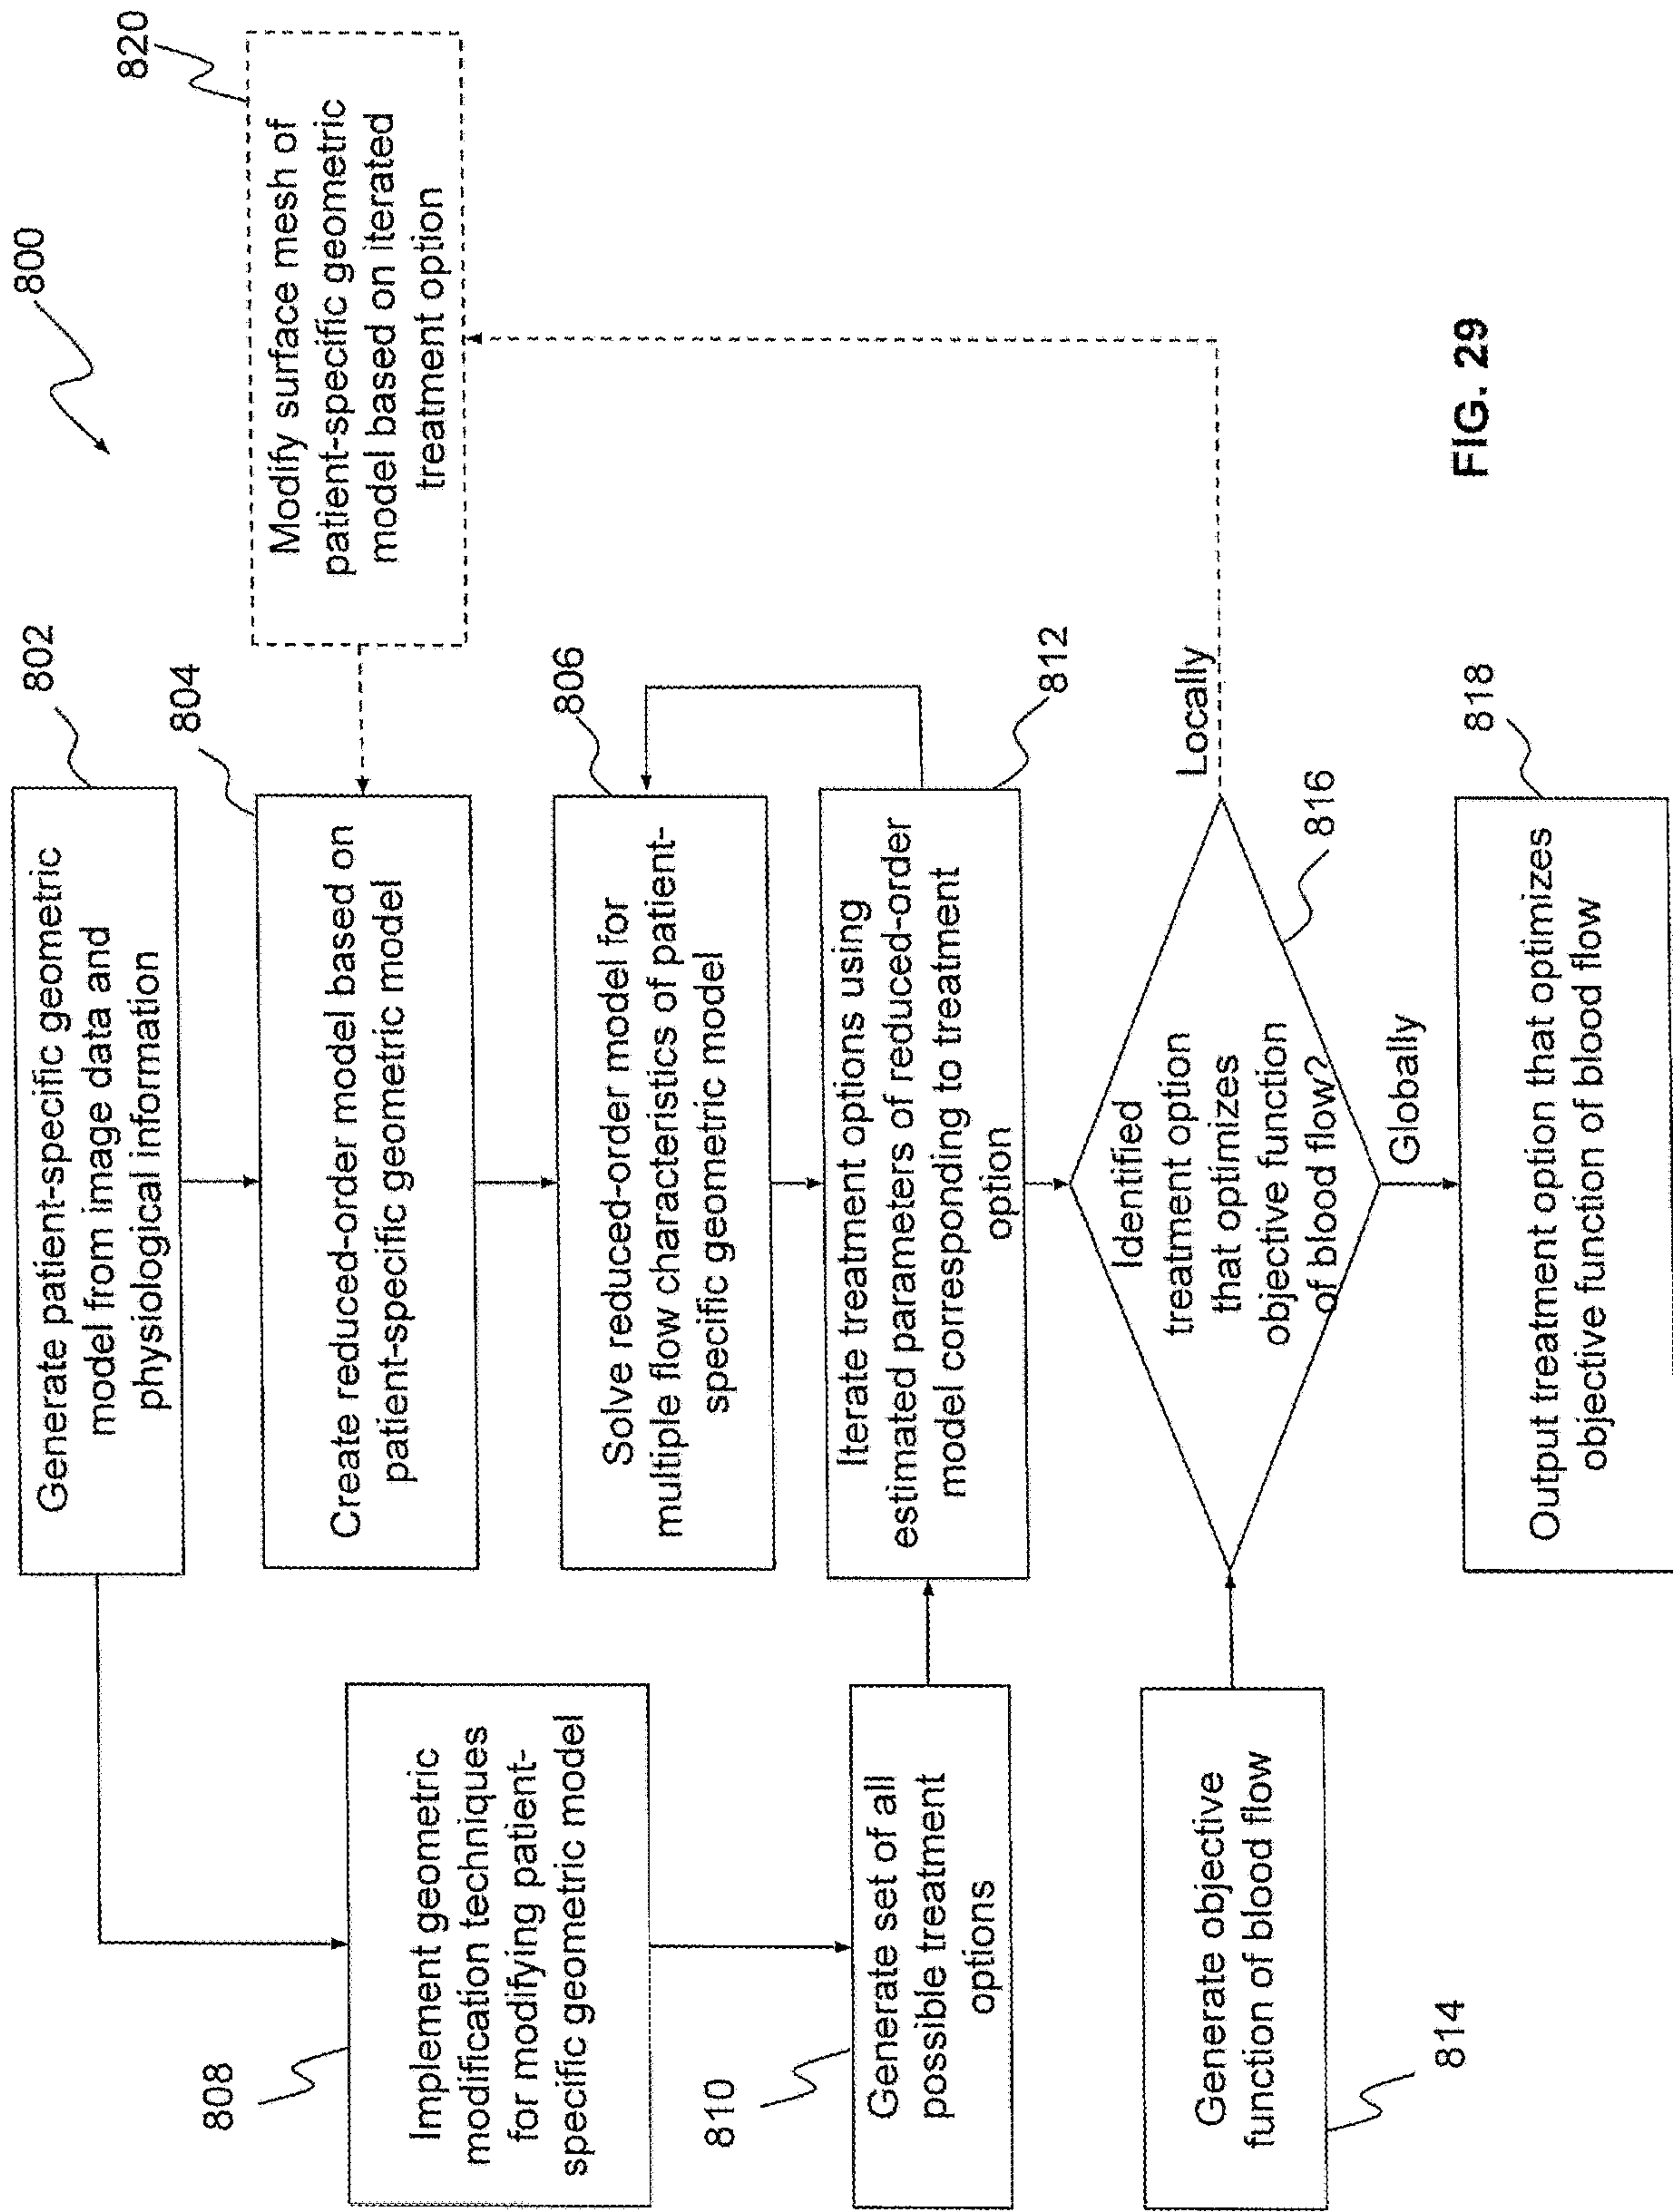 800
802
Generate patient-specific geometric
model from image data and
physiological information
804
Create reduced-order model based on
patient-specific geometric model
806
Solve reduced-order model for
multiple flow characteristics of patient-
specific geometric model
808
Implement geometric
modification techniques
for modifying patient-
specific geometric model
810
Generate set of all
possible treatment
options
812
Iterate treatment options using
estimated parameters of reduced-order
model corresponding to treatment
option
814
Generate objective
function of blood flow
816
Identified
treatment option
that optimizes
objective function
of blood flow?
Locally
Globally
818
Output treatment option that optimizes
objective function of blood flow
820
Modify surface mesh of
patient-specific geometric
model based on iterated
treatment option
FIG. 29